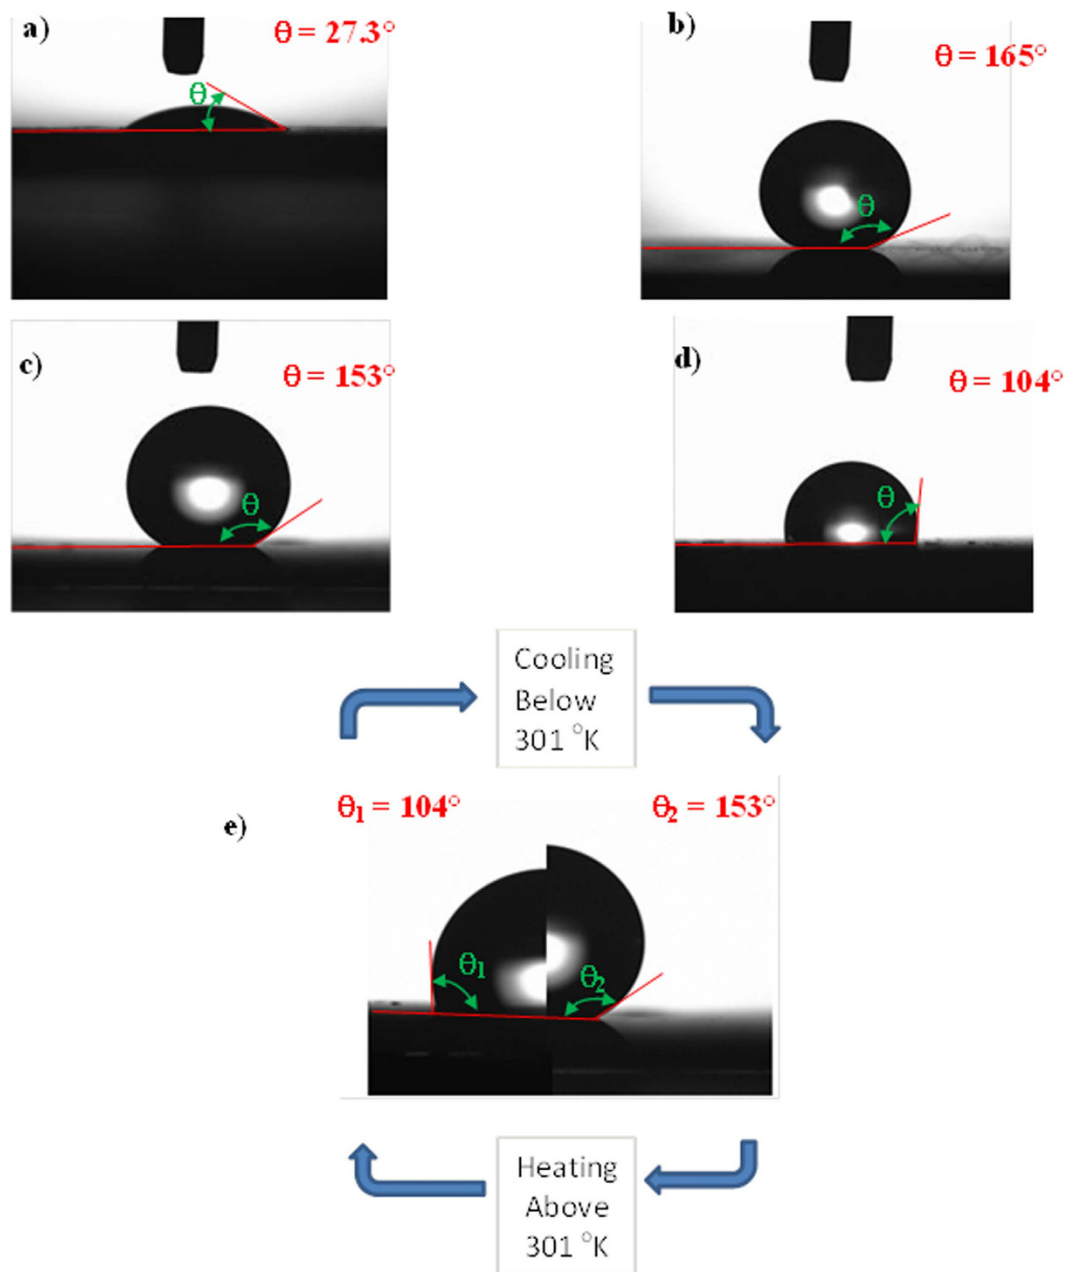 a)
θ = 27.3°
θ
b)
θ = 165°
θ
c)
θ = 153°
θ
d)
θ = 104°
θ
Cooling
Below
301 °K
e)
θ₁ = 104°
θ₂ = 153°
θ₁
θ₂
Heating
Above
301 °K